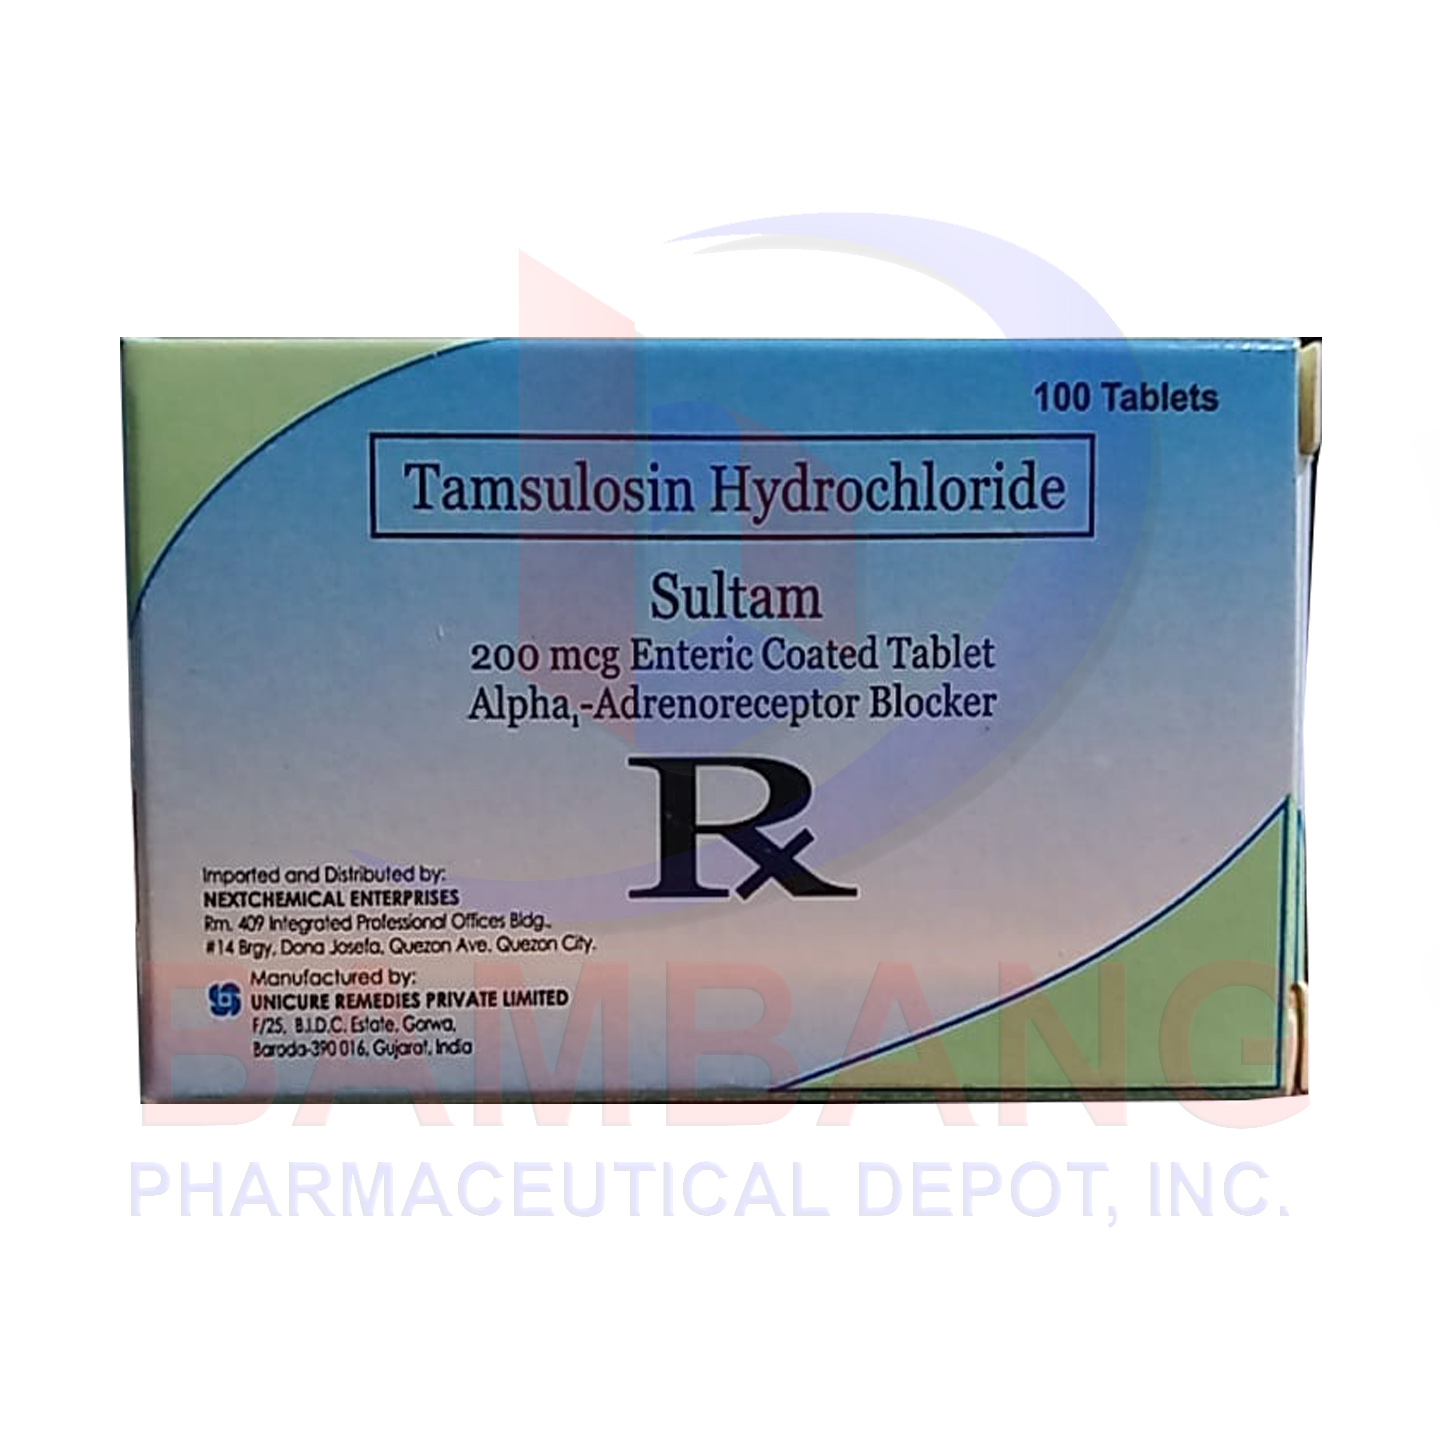 100 Tablets
Tamsulosin Hydrochloride
Sultam
200 mcg Enteric Coated Tablet
Alpha₁-Adrenoreceptor Blocker
Rx
Imported and Distributed by:
NEXTCHEMICAL ENTERPRISES
Rm. 409 Integrated Professional Offices Bldg.,
#14 Brgy, Dona Josefa, Quezon Ave. Quezon City.
Manufactured by:
UNICURE REMEDIES PRIVATE LIMITED
F/25, B.I.D.C. Estate, Gorwa,
Baroda-390 016, Gujarat, India
BAMBANG
PHARMACEUTICAL DEPOT, INC.